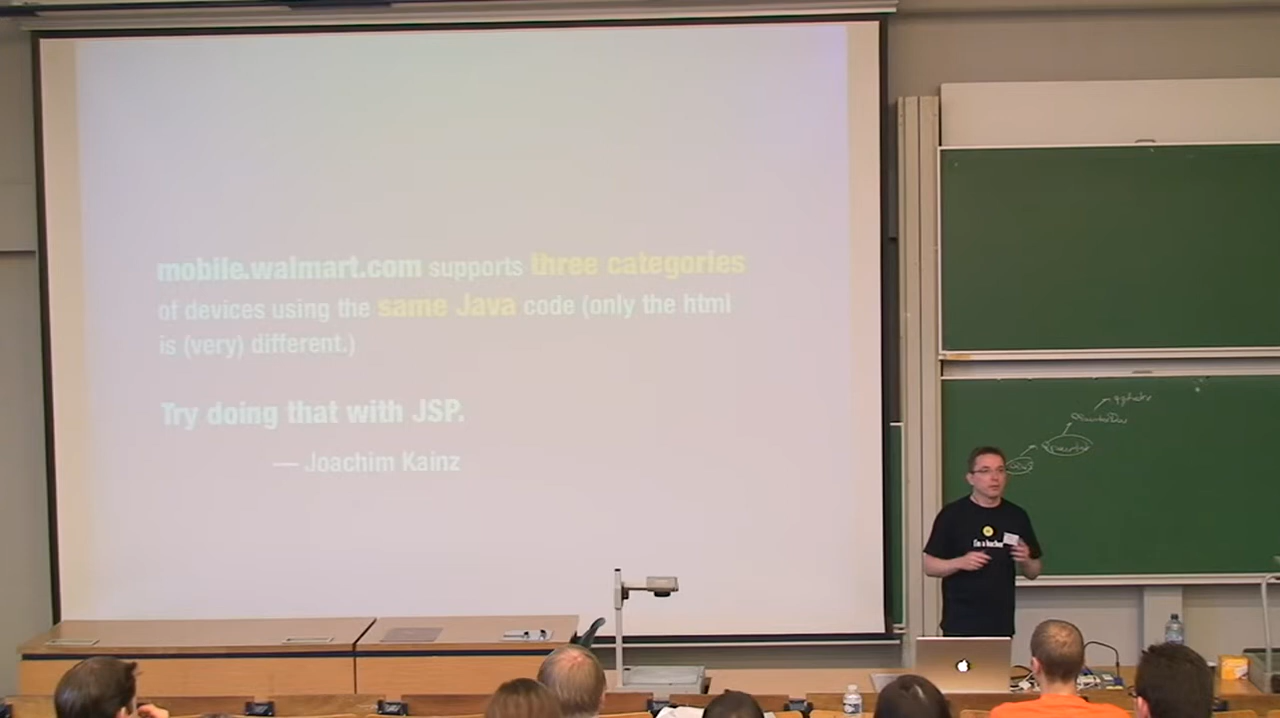 mobile.walmart.com supports three categories
of devices using the same Java code (only the html
is (very) different.)
Try doing that with JSP.
— Joachim Kainz
I'm a hacker